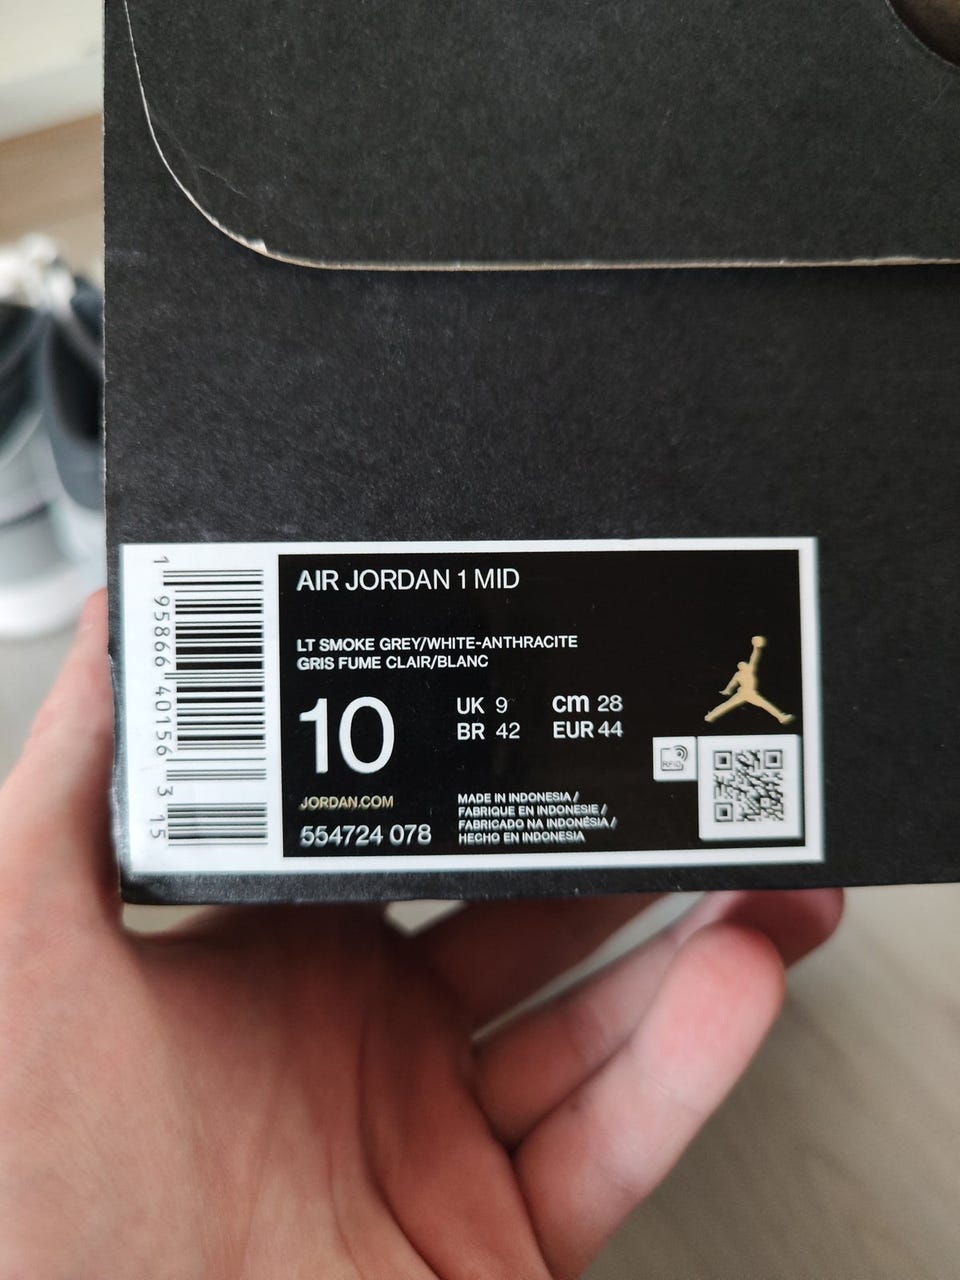 AIR JORDAN 1 MID
LT SMOKE GREY/WHITE-ANTHRACITE
GRIS FUME CLAIR/BLANC
10
UK 9 cm 28
BR 42 EUR 44
RFID
JORDAN.COM
554724 078
MADE IN INDONESIA /
FABRIQUE EN INDONESIE /
FABRICADO NA INDONÉSIA /
HECHO EN INDONESIA
1 95866 40156 3 15